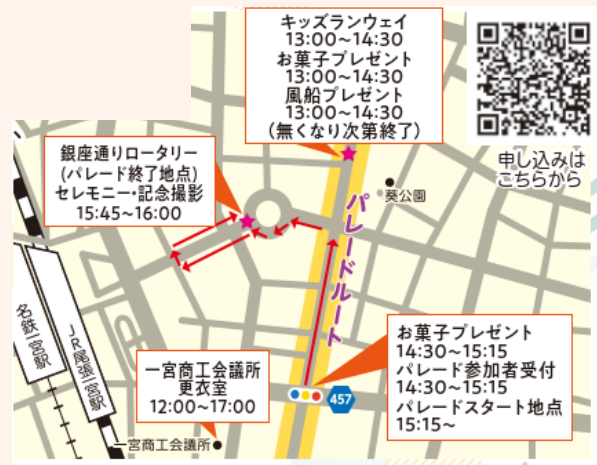 キッズランウェイ
13:00〜14:30
お菓子プレゼント
13:00〜14:30
風船プレゼント
13:00〜14:30
(無くなり次第終了)
申し込みは
こちらから
銀座通りロータリー
(パレード終了地点)
セレモニー・記念撮影
15:45〜16:00
葵公園
パレードルート
名鉄一宮駅
JR尾張一宮駅
一宮商工会議所
更衣室
12:00〜17:00
お菓子プレゼント
14:30〜15:15
パレード参加者受付
14:30〜15:15
パレードスタート地点
15:15〜
457
一宮商工会議所